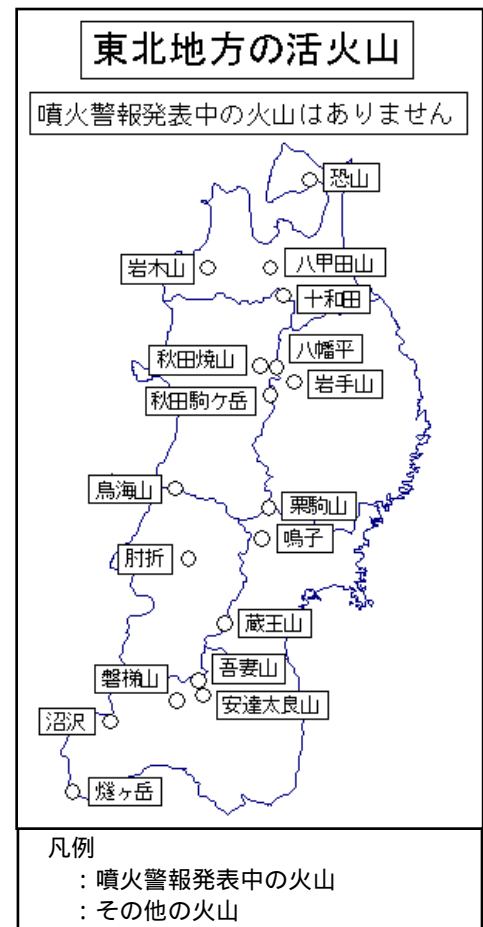 東北地方の活火山
噴火警報発表中の火山はありません
恐山
岩木山
八甲田山
十和田
八幡平
秋田焼山
岩手山
秋田駒ケ岳
鳥海山
栗駒山
鳴子
肘折
蔵王山
吾妻山
磐梯山
安達太良山
沼沢
燧ヶ岳
凡例
：噴火警報発表中の火山
：その他の火山